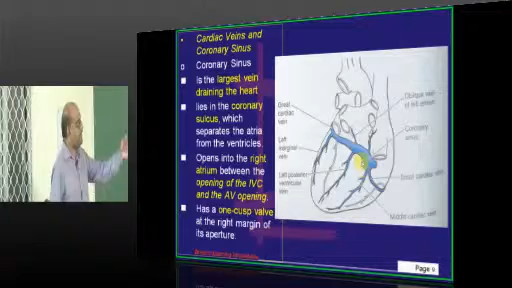 Cardiac Veins and
Coronary Sinus
Coronary Sinus
Is the largest vein
draining the heart
lies in the coronary
sulcus, which
separates the atria
from the ventricles.
Opens into the right
atrium between the
opening of the IVC
and the AV opening.
Has a one-cusp valve
at the right margin of
its aperture.
Great
cardiac
vein
Left
marginal
vein
Left posterior
ventricular
vein
Oblique vein
of left atrium
Coronary
sinus
Small cardiac vein
Middle cardiac vein
Page